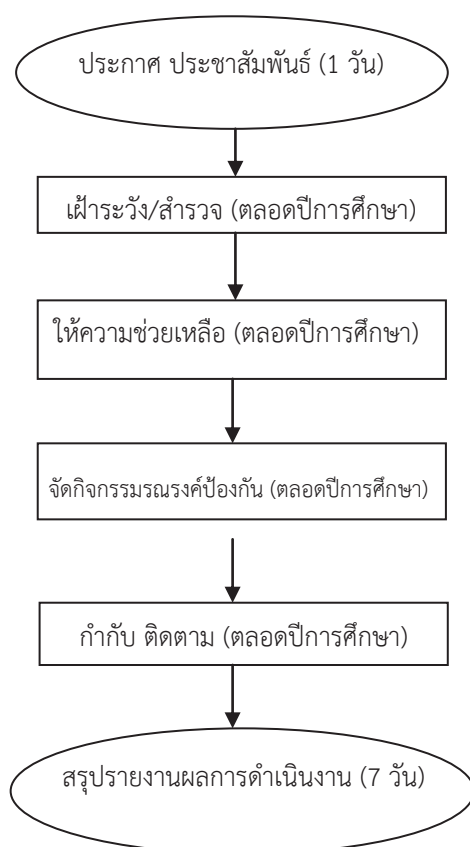 ประกาศ ประชาสัมพันธ์ (1 วัน)
เฝ้าระวัง/สำรวจ (ตลอดปีการศึกษา)
ให้ความช่วยเหลือ (ตลอดปีการศึกษา)
จัดกิจกรรมรณรงค์ป้องกัน (ตลอดปีการศึกษา)
กำกับ ติดตาม (ตลอดปีการศึกษา)
สรุปรายงานผลการดำเนินงาน (7 วัน)